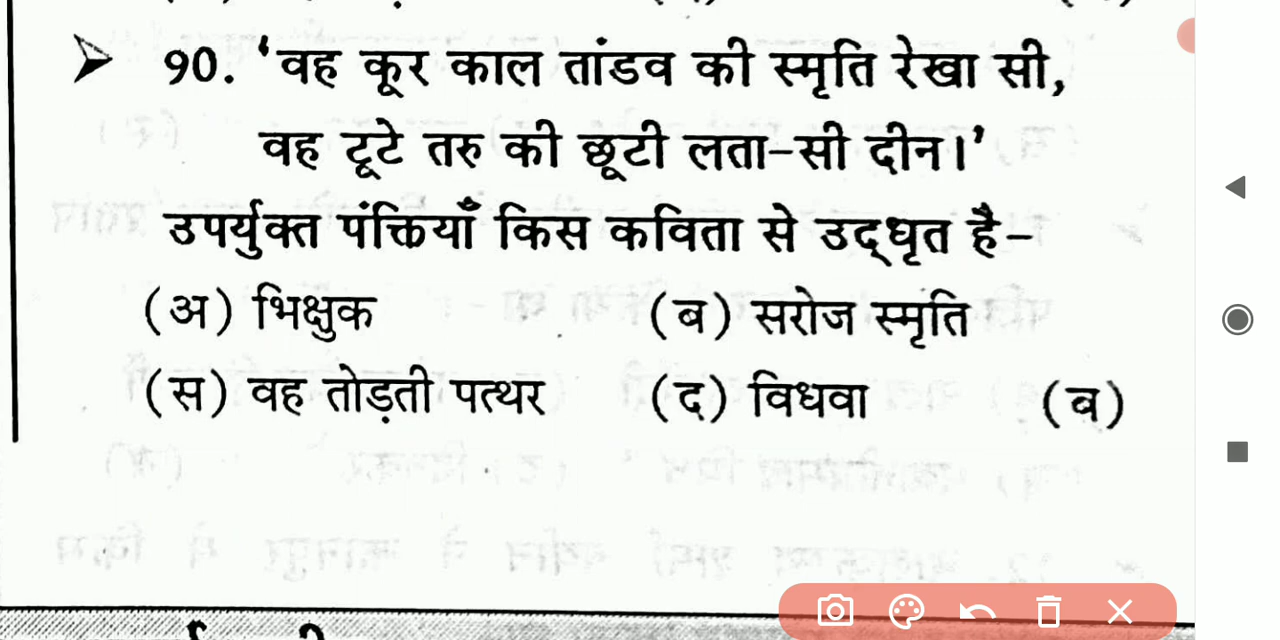 90. 'वह कूर काल तांडव की स्मृति रेखा सी,
वह टूटे तरु की छूटी लता-सी दीन।'
उपर्युक्त पंक्तियाँ किस कविता से उद्धृत है-
(अ) भिक्षुक (ब) सरोज स्मृति
(स) वह तोड़ती पत्थर (द) विधवा (ब)